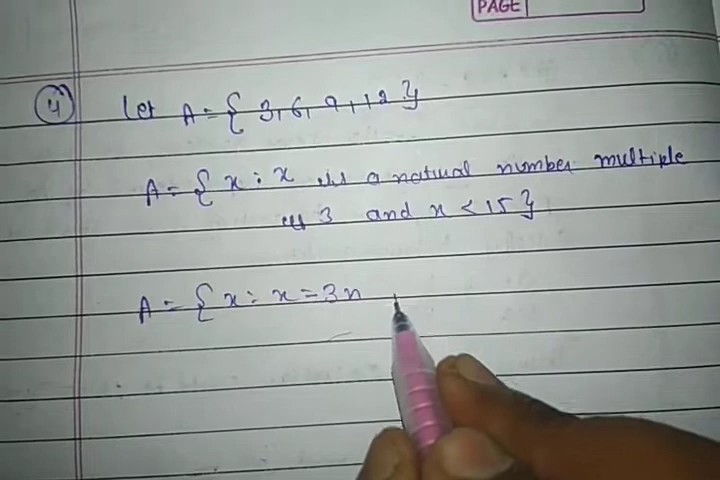 PAGE
4 Let A = { 3, 6, 9, 12 }
A = { x : x is a natural number multiple
of 3 and x < 15 }
A = { x : x = 3n